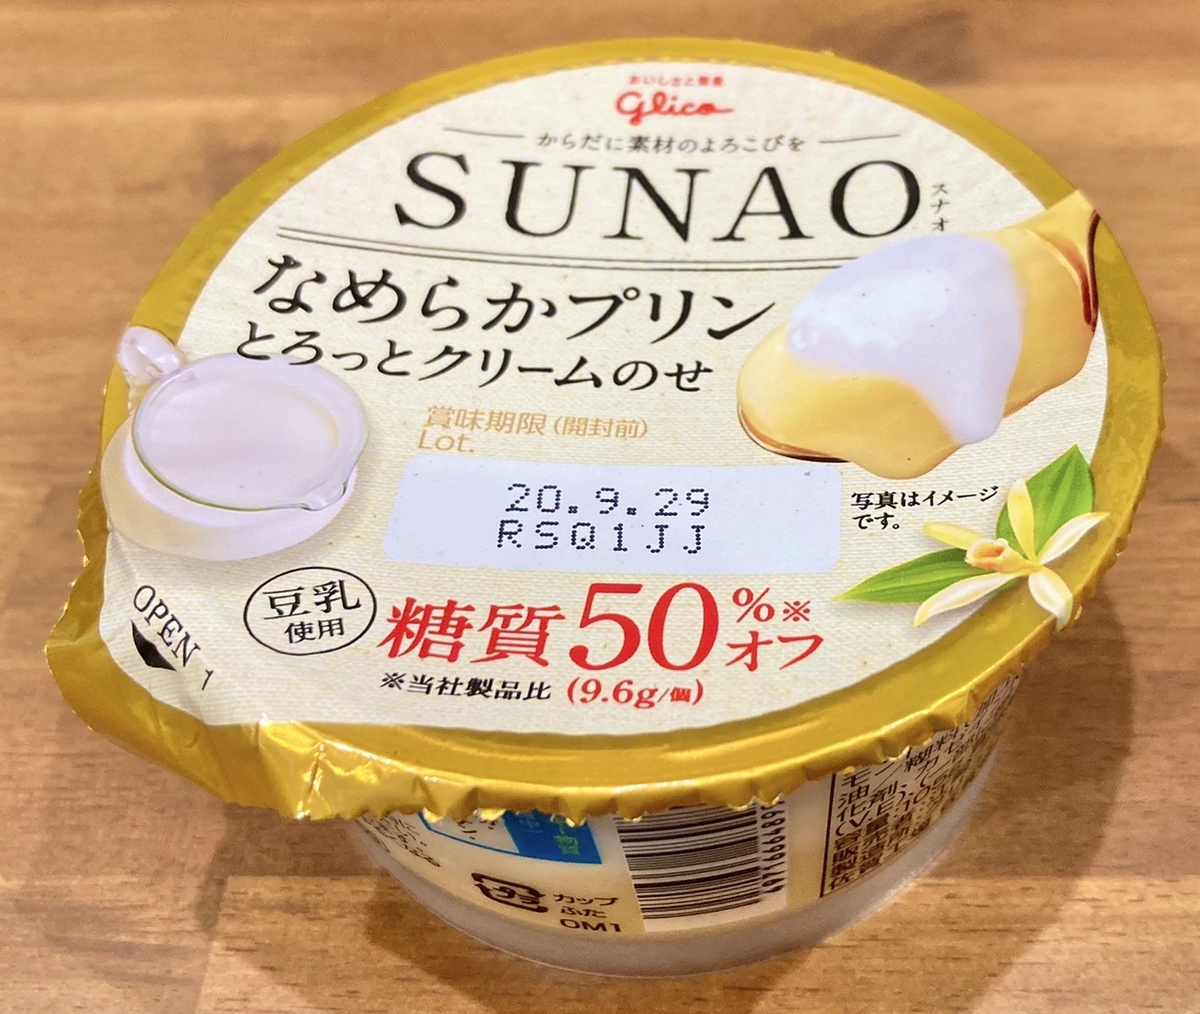 おいしさと健康
Glico
からだに素材のよろこびを
SUNAO
スナオ
なめらかプリン
とろっとクリームのせ
賞味期限（開封前）
Lot.
20.9.29
RSQ1JJ
写真はイメージ
です。
OPEN
豆乳
使用
糖質50%※
オフ
※当社製品比 (9.6g/個)
プラ
カップ
ふた
OM1